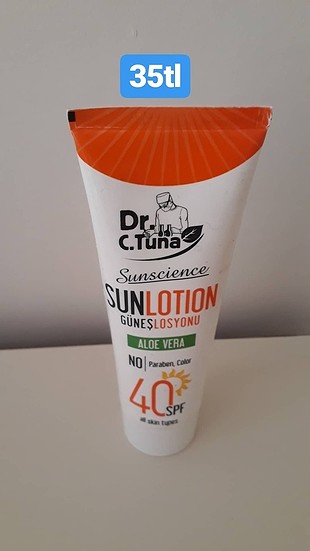 35tl
Dr.
C.Tuna
Sunscience
SUNLOTION
GÜNEŞLOSYONU
ALOE VERA
NO | Paraben, Color
40 SPF
all skin types